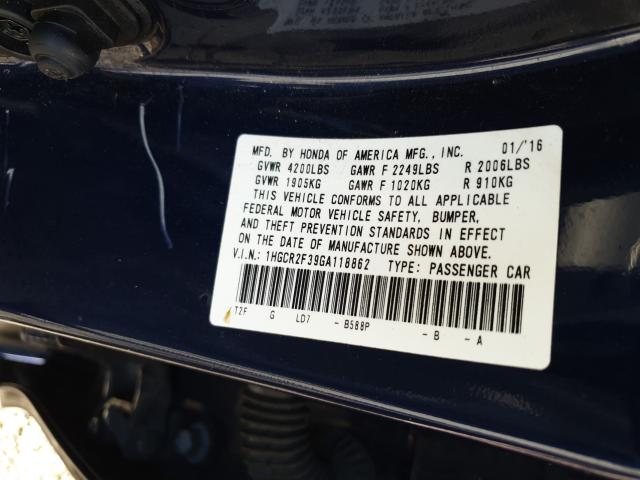 MFD. BY HONDA OF AMERICA MFG., INC. 01/'16
GVWR 4200LBS GAWR F 2249LBS R 2006LBS
GVWR 1905KG GAWR F 1020KG R 910KG
THIS VEHICLE CONFORMS TO ALL APPLICABLE
FEDERAL MOTOR VEHICLE SAFETY, BUMPER,
AND THEFT PREVENTION STANDARDS IN EFFECT
ON THE DATE OF MANUFACTURE SHOWN ABOVE.
V.I.N.: 1HGCR2F39GA118862 TYPE: PASSENGER CAR
T2F G LD7 - B588P - B - A